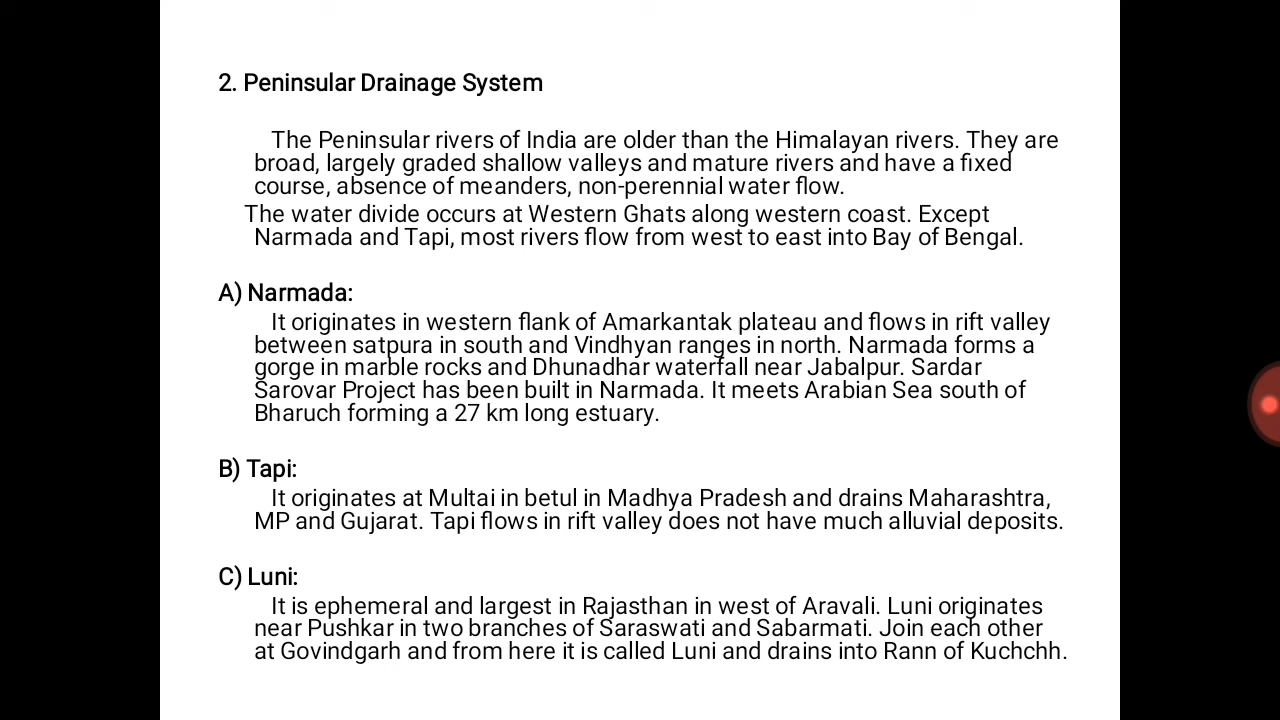 2. Peninsular Drainage System
The Peninsular rivers of India are older than the Himalayan rivers. They are
broad, largely graded shallow valleys and mature rivers and have a fixed
course, absence of meanders, non-perennial water flow.
The water divide occurs at Western Ghats along western coast. Except
Narmada and Tapi, most rivers flow from west to east into Bay of Bengal.
A) Narmada:
It originates in western flank of Amarkantak plateau and flows in rift valley
between satpura in south and Vindhyan ranges in north. Narmada forms a
gorge in marble rocks and Dhunadhar waterfall near Jabalpur. Sardar
Sarovar Project has been built in Narmada. It meets Arabian Sea south of
Bharuch forming a 27 km long estuary.
B) Tapi:
It originates at Multai in betul in Madhya Pradesh and drains Maharashtra,
MP and Gujarat. Tapi flows in rift valley does not have much alluvial deposits.
C) Luni:
It is ephemeral and largest in Rajasthan in west of Aravali. Luni originates
near Pushkar in two branches of Saraswati and Sabarmati. Join each other
at Govindgarh and from here it is called Luni and drains into Rann of Kuchchh.